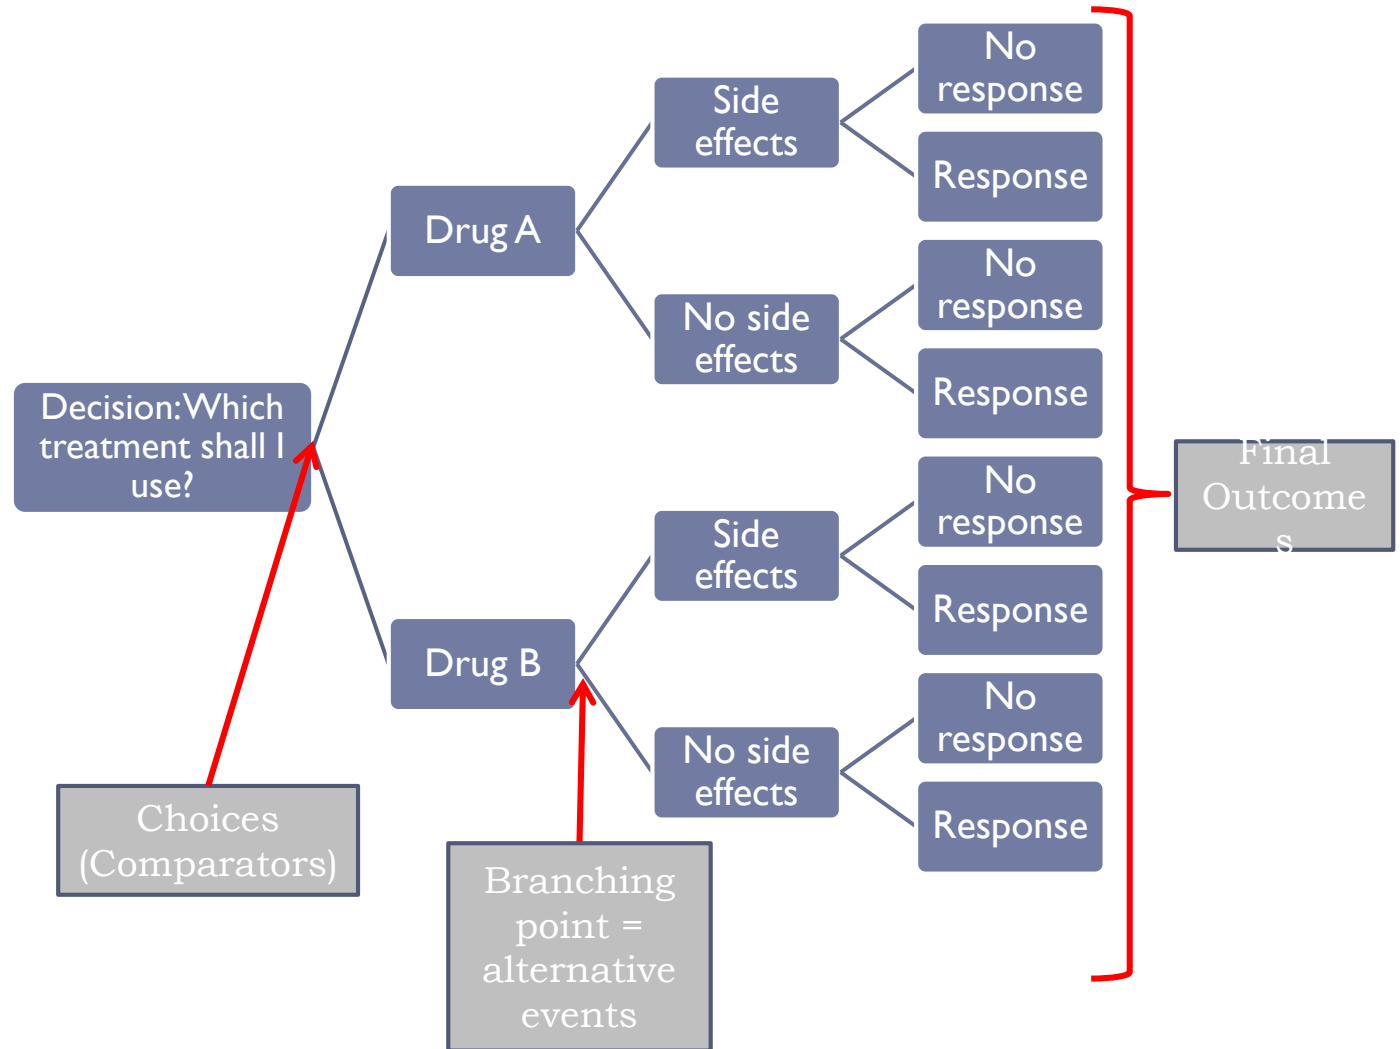 Decision: Which
treatment shall I
use?
Drug A
Side
effects
No
response
Response
No side
effects
No
response
Response
Drug B
Side
effects
No
response
Response
No side
effects
No
response
Response
Choices
(Comparators)
Branching
point =
alternative
events
Final
Outcome
s